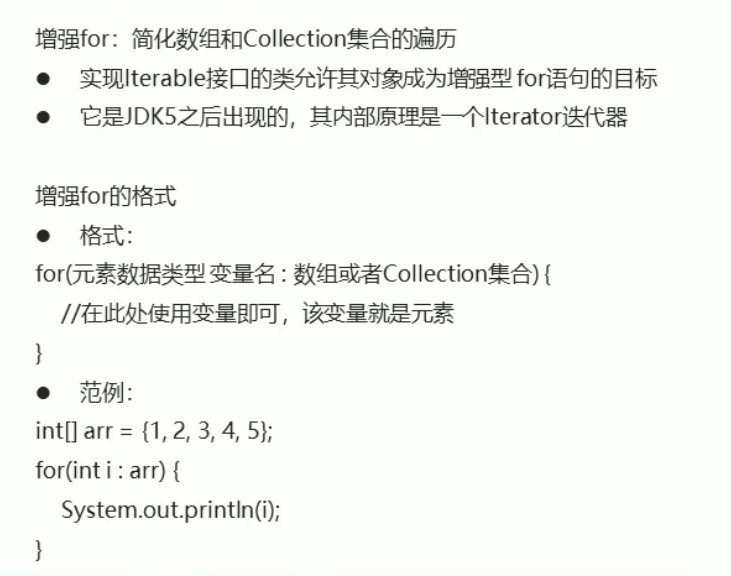 增强for：简化数组和Collection集合的遍历
● 实现Iterable接口的类允许其对象成为增强型 for语句的目标
● 它是JDK5之后出现的，其内部原理是一个Iterator迭代器
增强for的格式
● 格式：
for(元素数据类型 变量名 : 数组或者Collection集合) {
//在此处使用变量即可，该变量就是元素
}
● 范例：
int[] arr = {1, 2, 3, 4, 5};
for(int i : arr) {
System.out.println(i);
}